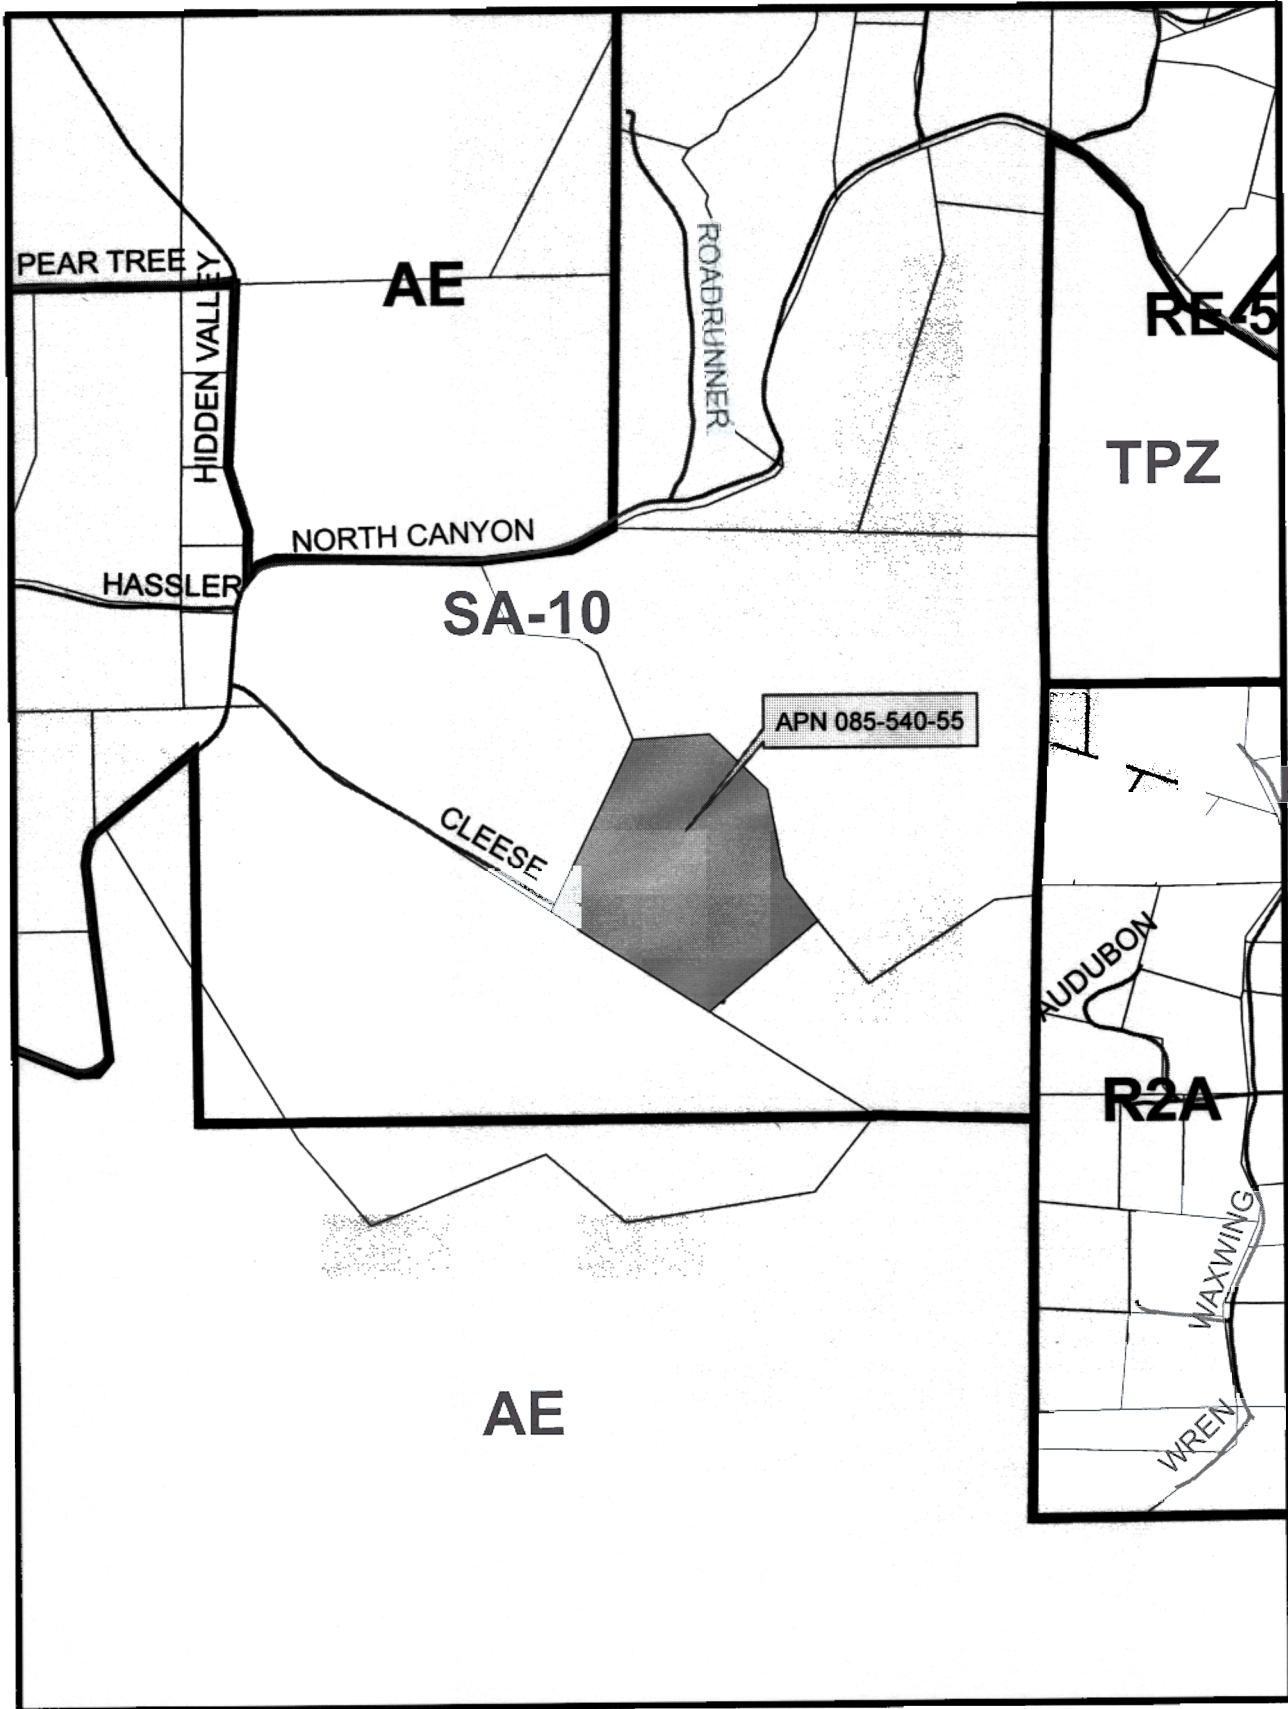 PEAR TREE
HIDDEN VALLEY
AE
ROADRUNNER
RE-5
TPZ
NORTH CANYON
HASSLER
SA-10
APN 085-540-55
CLEESE
AUDUBON
R2A
WAXWING
AE
WREN